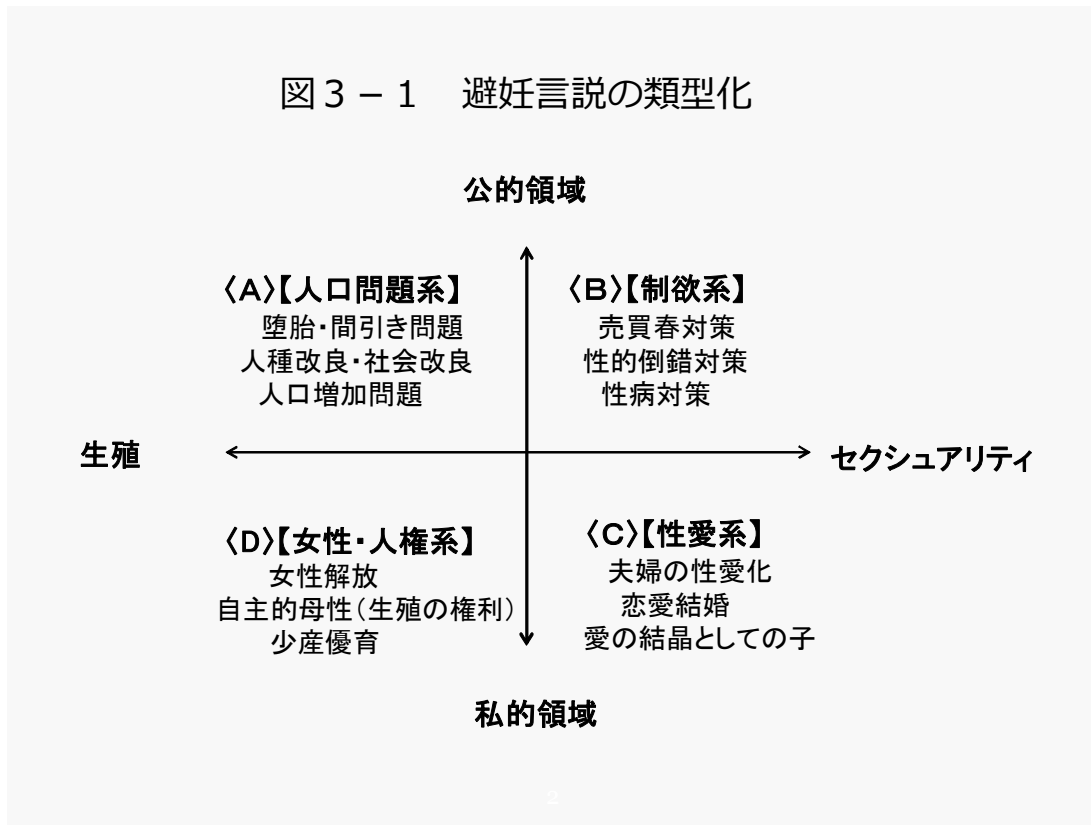 図3－1　避妊言説の類型化
公的領域
〈A〉【人口問題系】
堕胎・間引き問題
人種改良・社会改良
人口増加問題
〈B〉【制欲系】
売買春対策
性的倒錯対策
性病対策
生殖
セクシュアリティ
〈D〉【女性・人権系】
女性解放
自主的母性（生殖の権利）
少産優育
〈C〉【性愛系】
夫婦の性愛化
恋愛結婚
愛の結晶としての子
私的領域
2